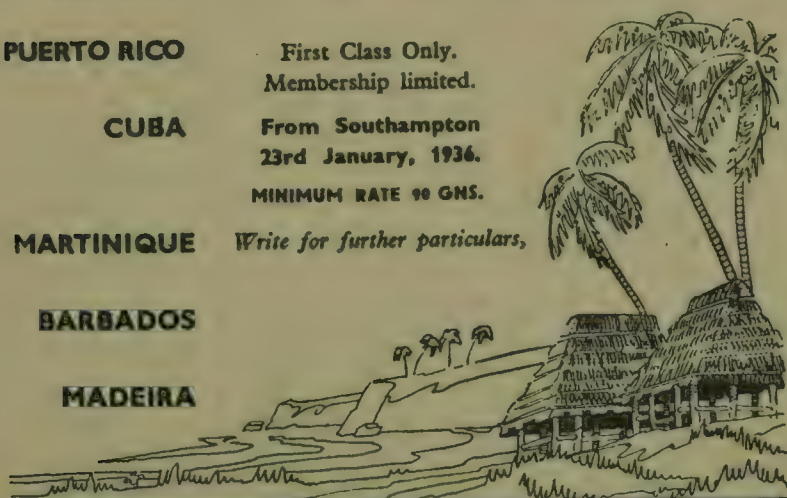 PUERTO RICO
CUBA
MARTINIQUE
BARBADOS
MADEIRA
First Class Only.
Membership limited.
From Southampton
23rd January, 1936.
MINIMUM RATE 90 GNS.
Write for further particulars,